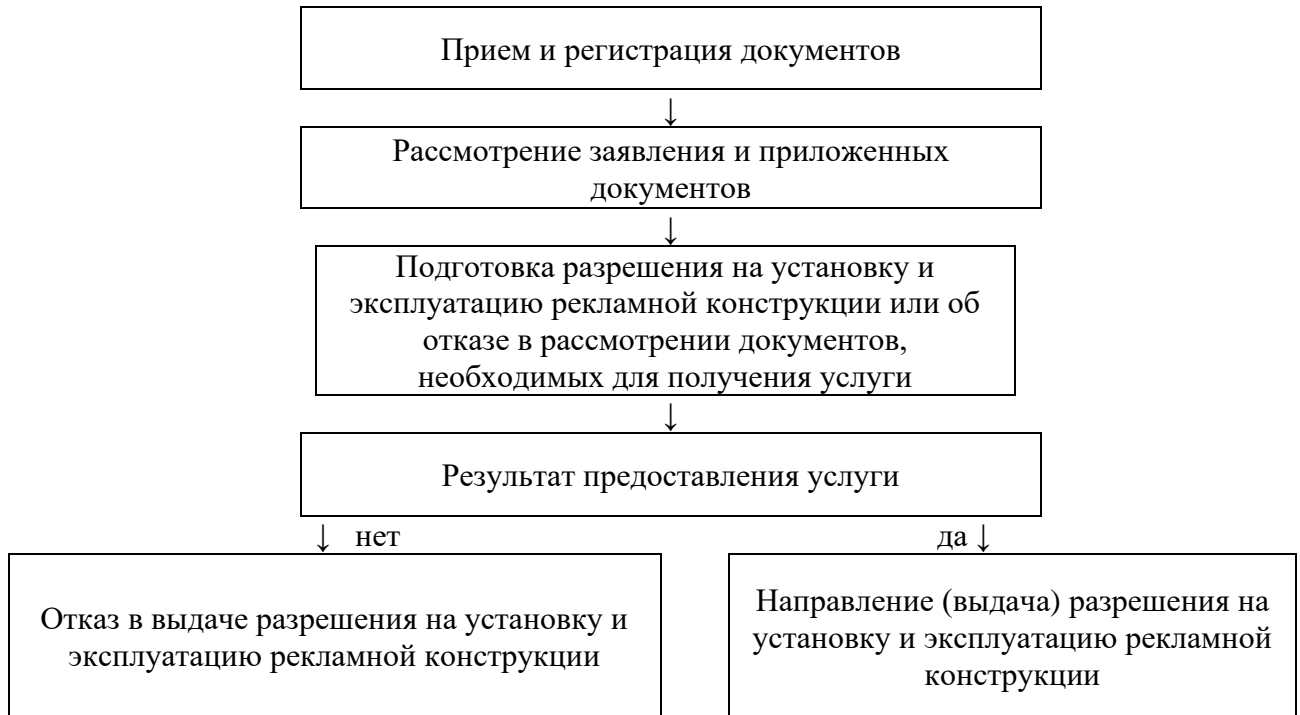 Прием и регистрация документов
↓
Рассмотрение заявления и приложенных
документов
↓
Подготовка разрешения на установку и
эксплуатацию рекламной конструкции или об
отказе в рассмотрении документов,
необходимых для получения услуги
↓
Результат предоставления услуги
↓ нет
да ↓
Отказ в выдаче разрешения на установку и
эксплуатацию рекламной конструкции
Направление (выдача) разрешения на
установку и эксплуатацию рекламной
конструкции